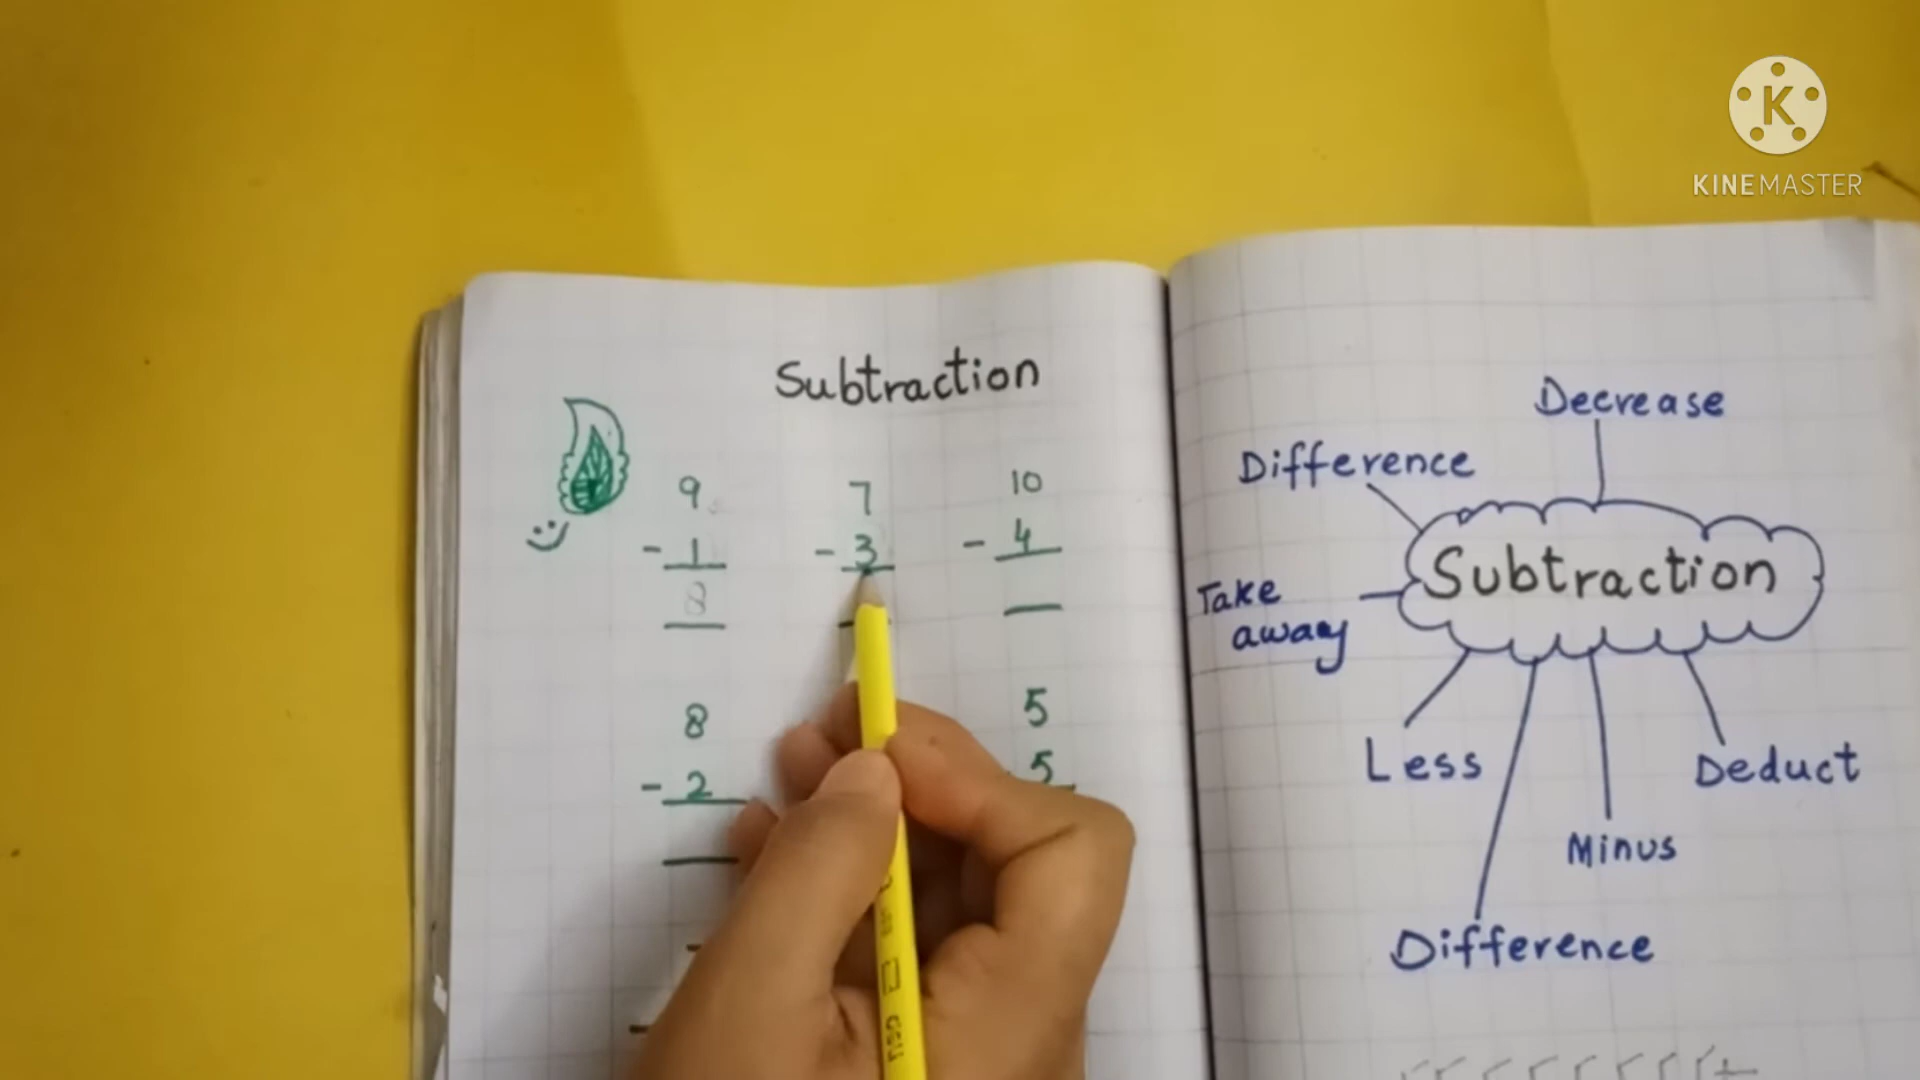 KINEMASTER
Subtraction
9 7 10
- 1 - 3 - 4
8
8 5
- 2 5
Decrease
Difference
Subtraction
Take
away
Less
Deduct
Minus
Difference